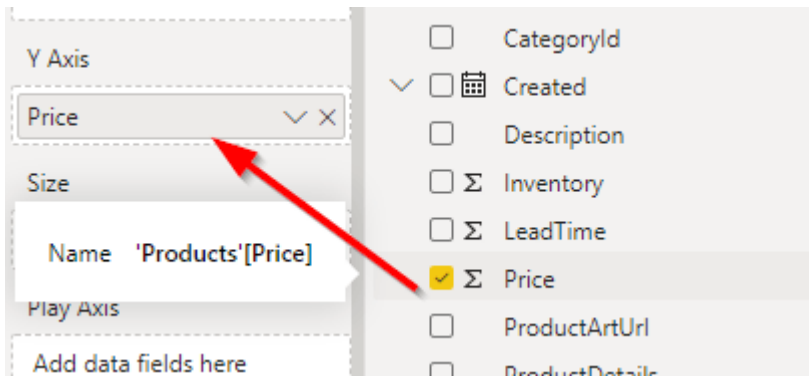 Y Axis
Price
Size
Name 'Products'[Price]
Play Axis
Add data fields here
CategoryId
Created
Description
Σ Inventory
Σ LeadTime
Σ Price
ProductArtUrl
ProductDetails